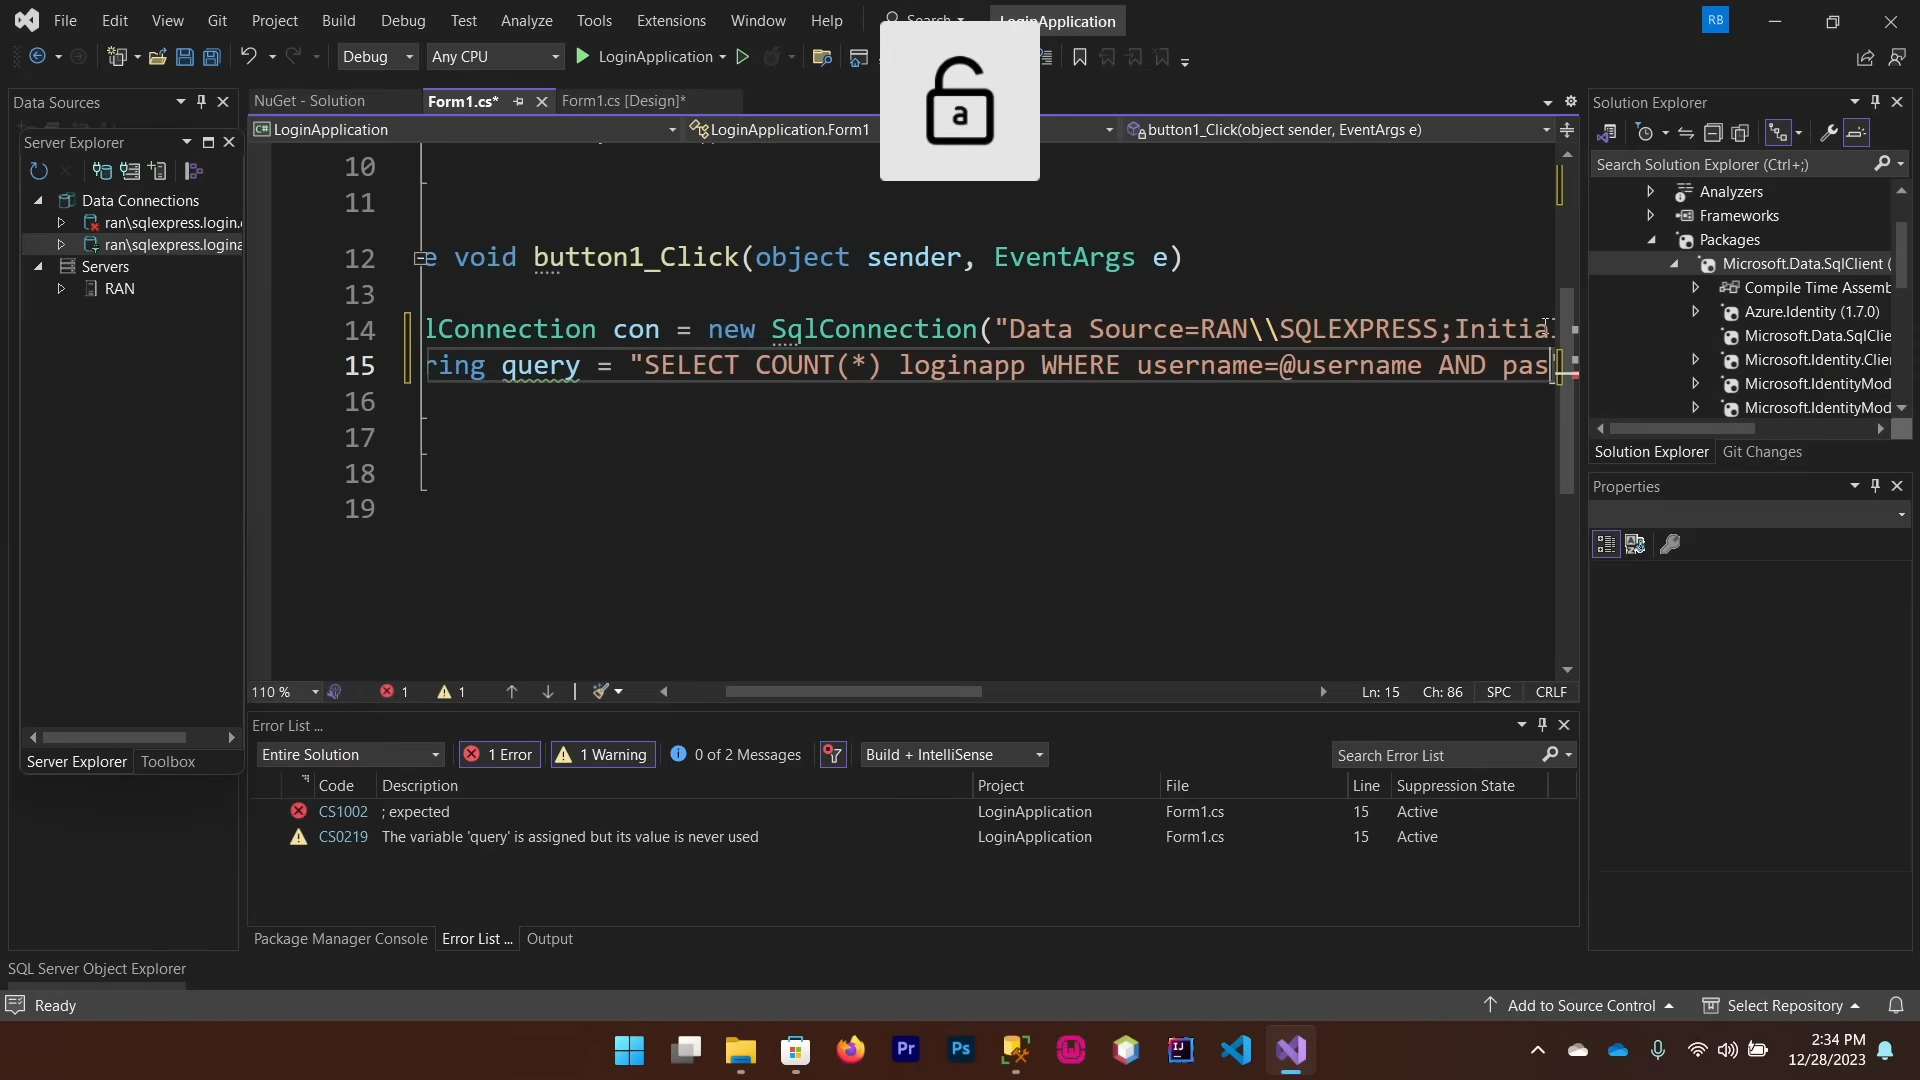 File Edit View Git Project Build Debug Test Analyze Tools Extensions Window Help Search LoginApplication RB
Debug Any CPU LoginApplication
Data Sources
Server Explorer
Data Connections
ran\sqlexpress.login.
ran\sqlexpress.logina
Servers
RAN
Server Explorer Toolbox
NuGet - Solution Form1.cs* Form1.cs [Design]*
LoginApplication LoginApplication.Form1 button1_Click(object sender, EventArgs e)
a
10
11
12 e void button1_Click(object sender, EventArgs e)
13
14 lConnection con = new SqlConnection("Data Source=RAN\\SQLEXPRESS;Initia
15 ring query = "SELECT COUNT(*) loginapp WHERE username=@username AND pas
16
17
18
19
110 % 1 1 Ln: 15 Ch: 86 SPC CRLF
Error List ...
Entire Solution 1 Error 1 Warning 0 of 2 Messages Build + IntelliSense Search Error List
Code Description Project File Line Suppression State
CS1002 ; expected LoginApplication Form1.cs 15 Active
CS0219 The variable 'query' is assigned but its value is never used LoginApplication Form1.cs 15 Active
Package Manager Console Error List ... Output
Solution Explorer
Search Solution Explorer (Ctrl+;)
Analyzers
Frameworks
Packages
Microsoft.Data.SqlClient (
Compile Time Assemb
Azure.Identity (1.7.0)
Microsoft.Data.SqlClie
Microsoft.Identity.Clie
Microsoft.IdentityMod
Microsoft.IdentityMod
Solution Explorer Git Changes
Properties
SQL Server Object Explorer
Ready Add to Source Control Select Repository
Pr Ps IJ
2:34 PM
12/28/2023